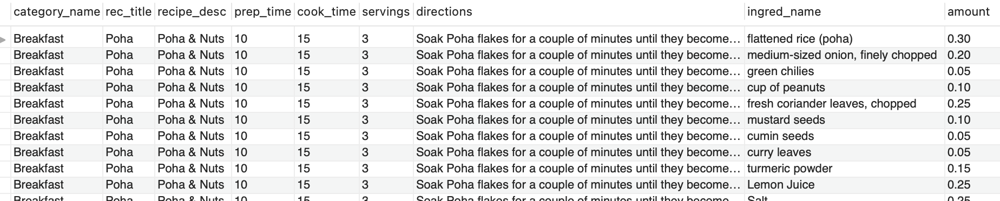 category_name rec_title recipe_desc prep_time cook_time servings directions ingred_name amount
Breakfast Poha Poha & Nuts 10 15 3 Soak Poha flakes for a couple of minutes until they become... flattened rice (poha) 0.30
Breakfast Poha Poha & Nuts 10 15 3 Soak Poha flakes for a couple of minutes until they become... medium-sized onion, finely chopped 0.20
Breakfast Poha Poha & Nuts 10 15 3 Soak Poha flakes for a couple of minutes until they become... green chilies 0.05
Breakfast Poha Poha & Nuts 10 15 3 Soak Poha flakes for a couple of minutes until they become... cup of peanuts 0.10
Breakfast Poha Poha & Nuts 10 15 3 Soak Poha flakes for a couple of minutes until they become... fresh coriander leaves, chopped 0.25
Breakfast Poha Poha & Nuts 10 15 3 Soak Poha flakes for a couple of minutes until they become... mustard seeds 0.10
Breakfast Poha Poha & Nuts 10 15 3 Soak Poha flakes for a couple of minutes until they become... cumin seeds 0.05
Breakfast Poha Poha & Nuts 10 15 3 Soak Poha flakes for a couple of minutes until they become... curry leaves 0.05
Breakfast Poha Poha & Nuts 10 15 3 Soak Poha flakes for a couple of minutes until they become... turmeric powder 0.15
Breakfast Poha Poha & Nuts 10 15 3 Soak Poha flakes for a couple of minutes until they become... Lemon Juice 0.25
Breakfast Poha Poha & Nuts 10 15 3 Soak Poha flakes for a couple of minutes until they become... Salt 0.25